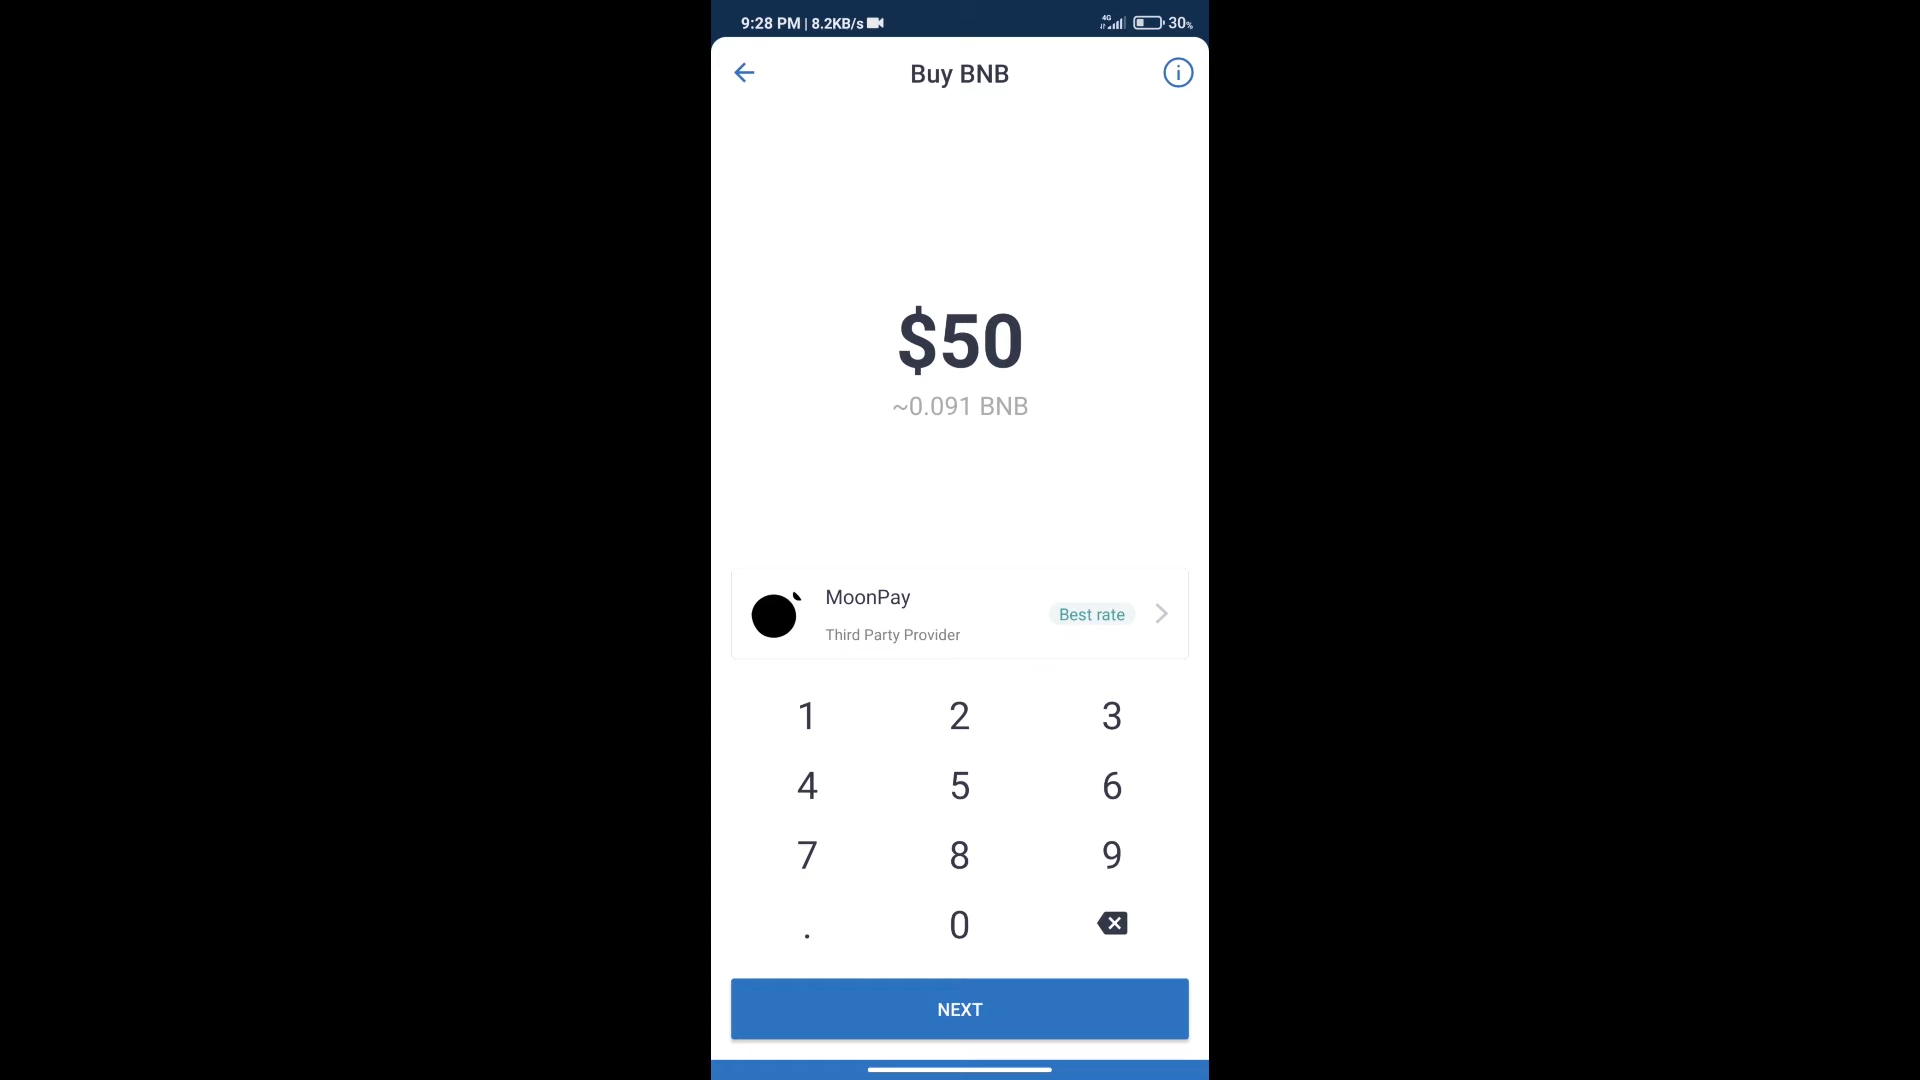 9:28 PM | 8.2KB/s 4G 30%
Buy BNB
$50
~0.091 BNB
MoonPay
Best rate
Third Party Provider
1 2 3
4 5 6
7 8 9
. 0
NEXT